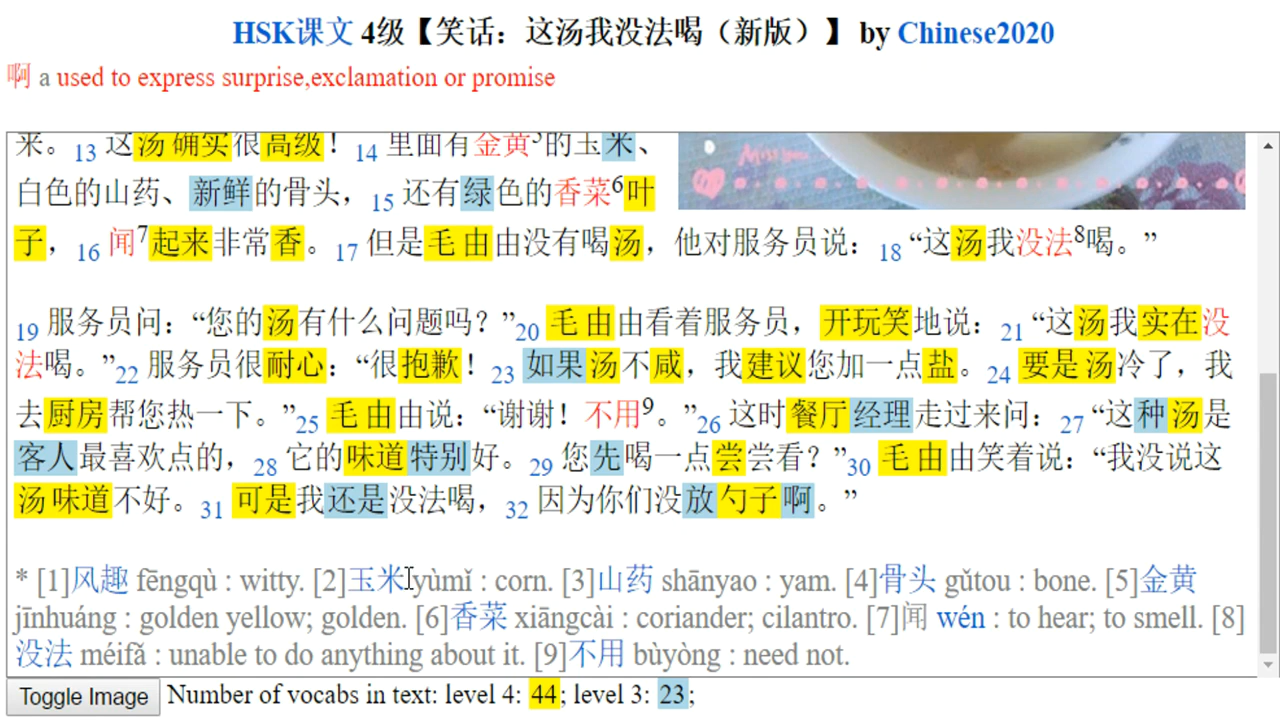 HSK课文 4级【笑话：这汤我没法喝（新版）】 by Chinese2020
啊 a used to express surprise,exclamation or promise
来。13 这汤确实很高级！ 14 里面有金黄5的玉米、
白色的山药、新鲜的骨头，15 还有绿色的香菜6叶
子，16 闻7起来非常香。17 但是毛由由没有喝汤，他对服务员说：18 “这汤我没法8喝。”
19 服务员问：“您的汤有什么问题吗？”20 毛由由看着服务员，开玩笑地说：21 “这汤我实在没
法喝。”22 服务员很耐心：“很抱歉！ 23 如果汤不咸，我建议您加一点盐。24 要是汤冷了，我
去厨房帮您热一下。”25 毛由由说：“谢谢！不用9。”26 这时餐厅经理走过来问：27 “这种汤是
客人最喜欢点的，28 它的味道特别好。29 您先喝一点尝尝看？”30 毛由由笑着说：“我没说这
汤味道不好。31 可是我还是没法喝，32 因为你们没放勺子啊。”
* [1]风趣 fēngqù : witty. [2]玉米 yùmǐ : corn. [3]山药 shānyao : yam. [4]骨头 gǔtou : bone. [5]金黄
jīnhuáng : golden yellow; golden. [6]香菜 xiāngcài : coriander; cilantro. [7]闻 wén : to hear; to smell. [8]
没法 méifǎ : unable to do anything about it. [9]不用 bùyòng : need not.
Toggle Image Number of vocabs in text: level 4: 44; level 3: 23;